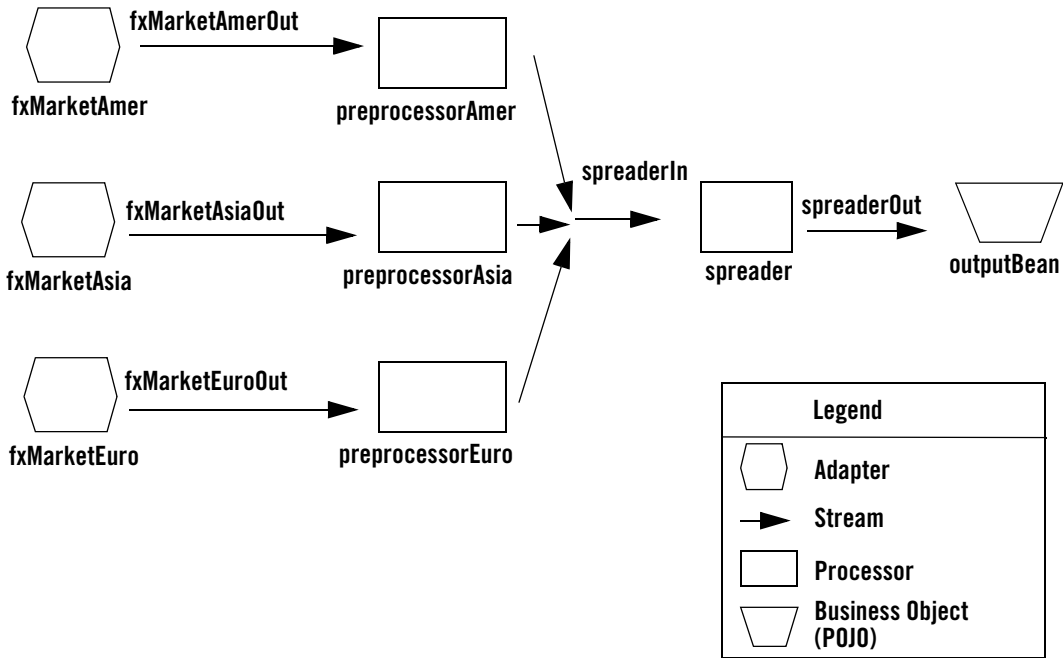 fxMarketAmerOut
fxMarketAmer
preprocessorAmer
spreaderIn
fxMarketAsiaOut
spreaderOut
fxMarketAsia
preprocessorAsia
spreader
outputBean
fxMarketEuroOut
fxMarketEuro
preprocessorEuro
Legend
Adapter
Stream
Processor
Business Object
(POJO)